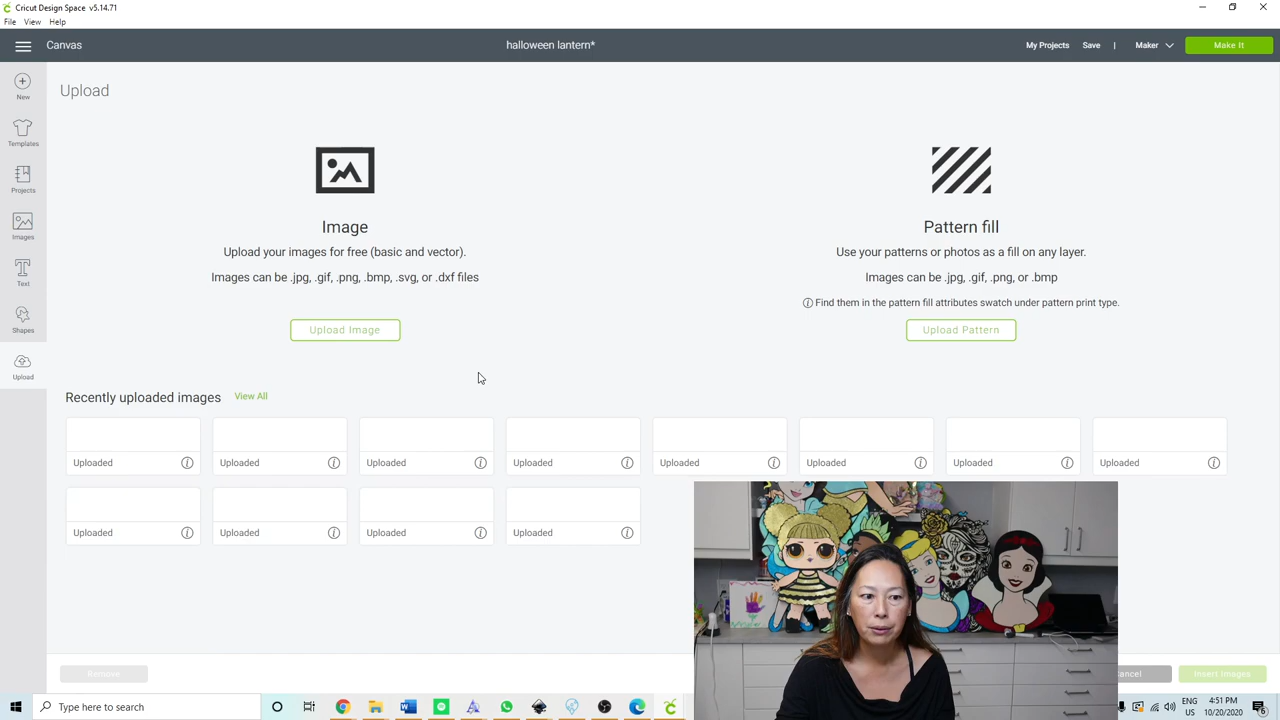 Cricut Design Space v5.14.71
File View Help
Canvas
halloween lantern*
My Projects Save | Maker Make It
New
Templates
Projects
Images
Text
Shapes
Upload
Upload
Image
Upload your images for free (basic and vector).
Images can be .jpg, .gif, .png, .bmp, .svg, or .dxf files
Upload Image
Pattern fill
Use your patterns or photos as a fill on any layer.
Images can be .jpg, .gif, .png, or .bmp
Find them in the pattern fill attributes swatch under pattern print type.
Upload Pattern
Recently uploaded images View All
Uploaded Uploaded Uploaded Uploaded Uploaded Uploaded Uploaded Uploaded
Uploaded Uploaded Uploaded Uploaded
Remove
ancel
Insert Images
Type here to search
ENG
US
4:51 PM
10/20/2020